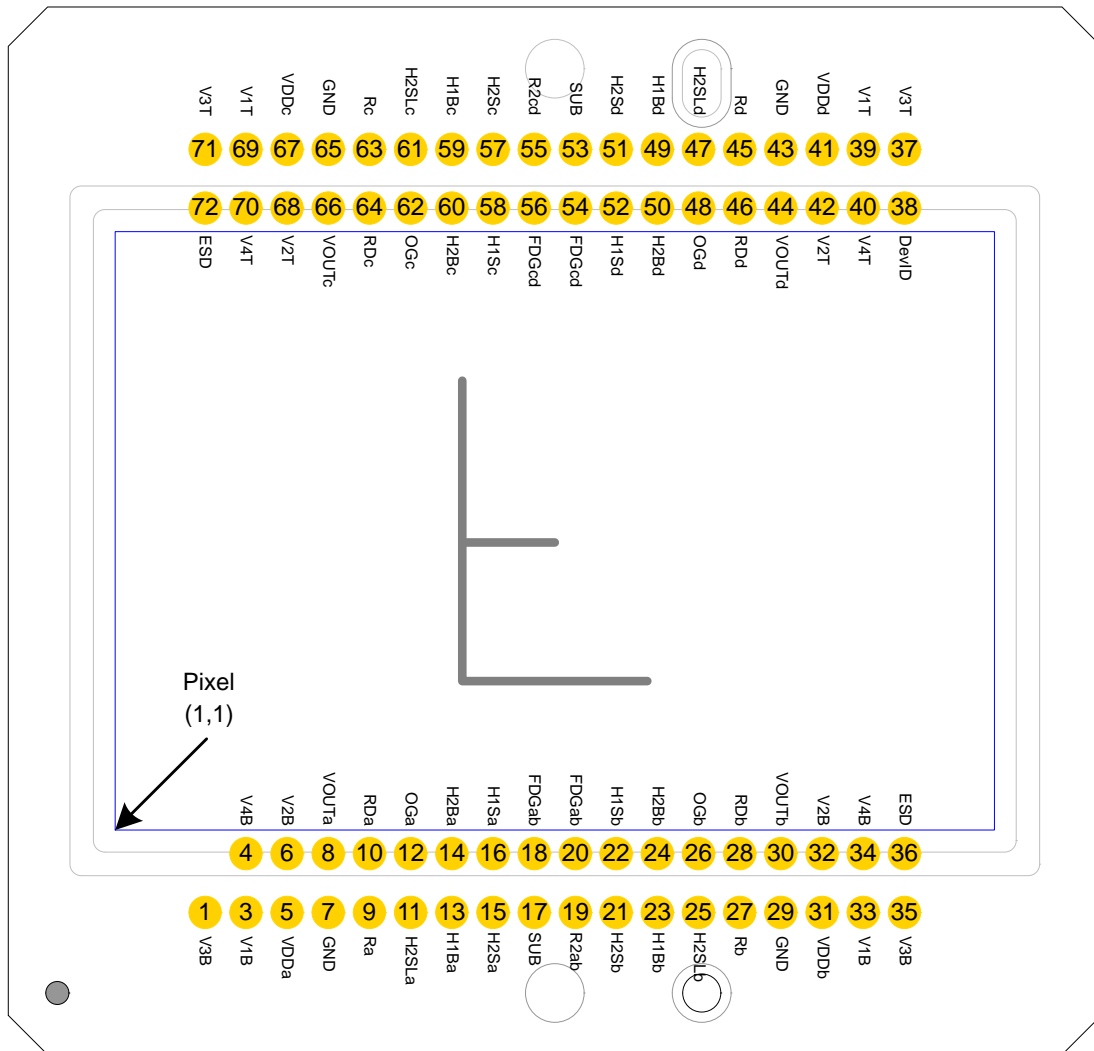 V3T V1T VDDc GND Rc H2SLc H1Bc H2Sc R2cd SUB H2Sd H1Bd H2SLd Rd GND VDDd V1T V3T
71 69 67 65 63 61 59 57 55 53 51 49 47 45 43 41 39 37
72 70 68 66 64 62 60 58 56 54 52 50 48 46 44 42 40 38
ESD V4T V2T VOUTc RDc OGc H2Bc H1Sc FDGcd FDGcd H1Sd H2Bd OGd RDd VOUTd V2T V4T DevID
Pixel
(1,1)
V4B V2B VOUTa RDa OGa H2Ba H1Sa FDGab FDGab H1Sb H2Bb OGb RDb VOUTb V2B V4B ESD
4 6 8 10 12 14 16 18 20 22 24 26 28 30 32 34 36
1 3 5 7 9 11 13 15 17 19 21 23 25 27 29 31 33 35
V3B V1B VDDa GND Ra H2SLa H1Ba H2Sa SUB R2ab H2Sb H1Bb H2SLb Rb GND VDDb V1B V3B